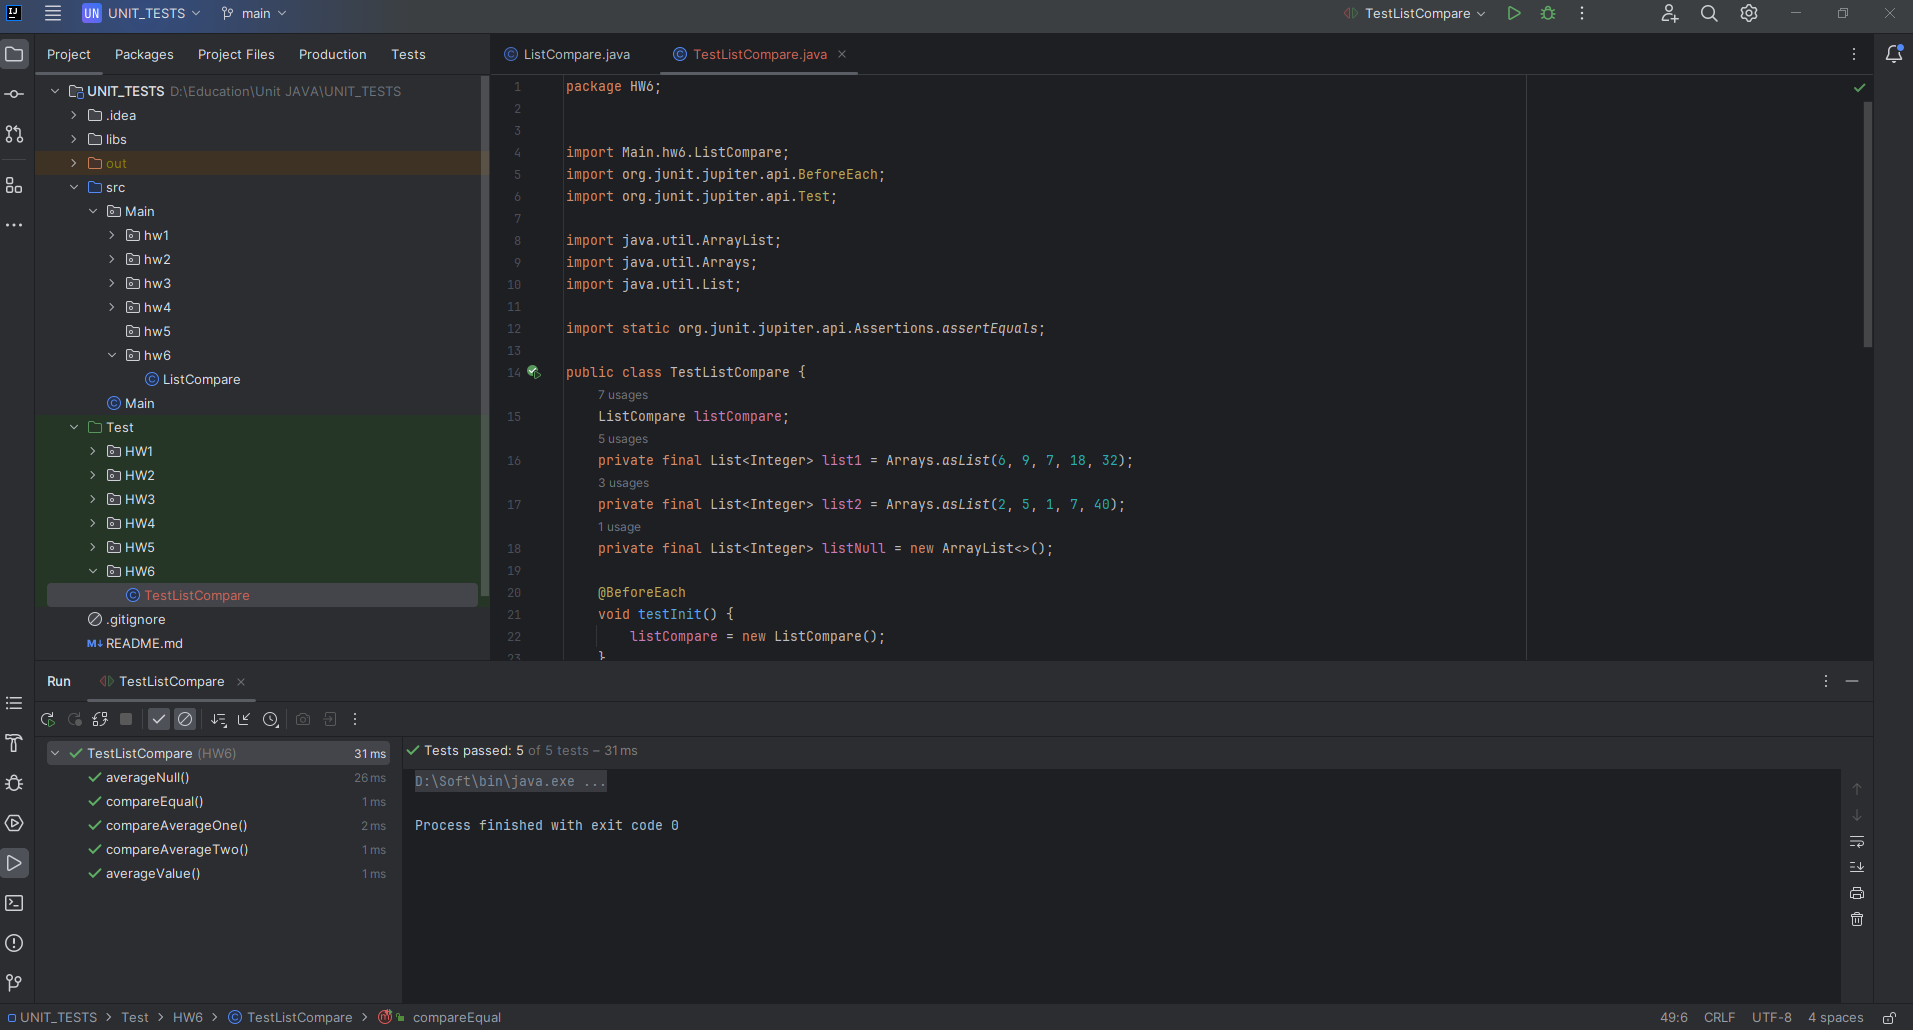 UN UNIT_TESTS main TestListCompare
Project Packages Project Files Production Tests
ListCompare.java TestListCompare.java
UNIT_TESTS D:\Education\Unit JAVA\UNIT_TESTS
.idea
libs
out
src
Main
hw1
hw2
hw3
hw4
hw5
hw6
ListCompare
Main
Test
HW1
HW2
HW3
HW4
HW5
HW6
TestListCompare
.gitignore
README.md
1 package HW6;
2
3
4 import Main.hw6.ListCompare;
5 import org.junit.jupiter.api.BeforeEach;
6 import org.junit.jupiter.api.Test;
7
8 import java.util.ArrayList;
9 import java.util.Arrays;
10 import java.util.List;
11
12 import static org.junit.jupiter.api.Assertions.assertEquals;
13
14 public class TestListCompare {
7 usages
15 ListCompare listCompare;
5 usages
16 private final List<Integer> list1 = Arrays.asList(6, 9, 7, 18, 32);
3 usages
17 private final List<Integer> list2 = Arrays.asList(2, 5, 1, 7, 40);
1 usage
18 private final List<Integer> listNull = new ArrayList<>();
19
20 @BeforeEach
21 void testInit() {
22 listCompare = new ListCompare();
23 }
Run TestListCompare
TestListCompare (HW6) 31 ms
averageNull() 26 ms
compareEqual() 1 ms
compareAverageOne() 2 ms
compareAverageTwo() 1 ms
averageValue() 1 ms
Tests passed: 5 of 5 tests – 31 ms
D:\Soft\bin\java.exe ...
Process finished with exit code 0
UNIT_TESTS > Test > HW6 > TestListCompare > compareEqual
49:6 CRLF UTF-8 4 spaces